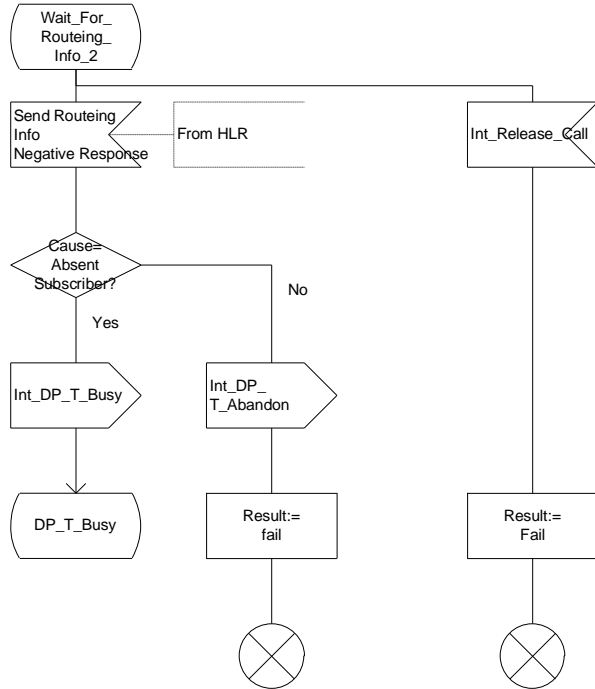 Wait_For_
Routeing_
Info_2
Send Routeing
Info
Negative Response
From HLR
Int_Release_Call
Cause=
Absent
Subscriber?
No
Yes
Int_DP_T_Busy
Int_DP_
T_Abandon
DP_T_Busy
Result:=
fail
Result:=
Fail